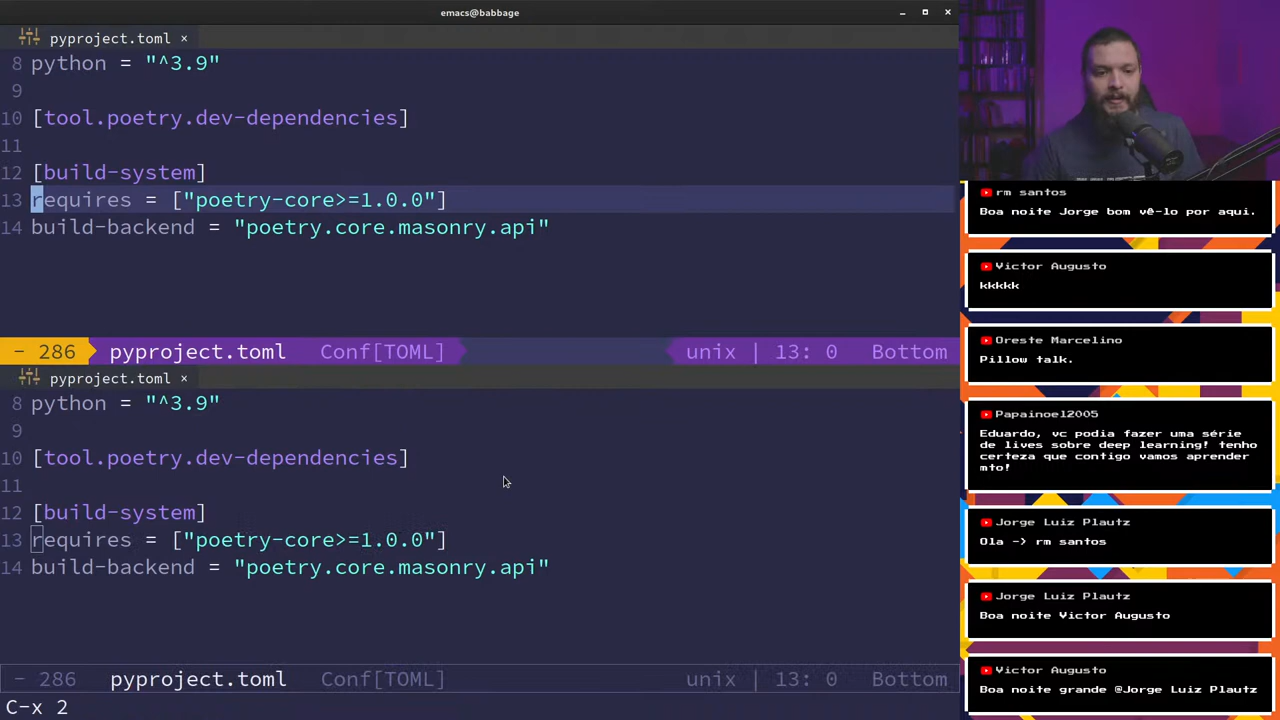 emacs@babbage
pyproject.toml ×
8 python = "^3.9"
9
10 [tool.poetry.dev-dependencies]
11
12 [build-system]
13 requires = ["poetry-core>=1.0.0"]
14 build-backend = "poetry.core.masonry.api"
- 286 pyproject.toml Conf[TOML] unix | 13: 0 Bottom
pyproject.toml ×
8 python = "^3.9"
9
10 [tool.poetry.dev-dependencies]
11
12 [build-system]
13 requires = ["poetry-core>=1.0.0"]
14 build-backend = "poetry.core.masonry.api"
- 286 pyproject.toml Conf[TOML] unix | 13: 0 Bottom
C-x 2
rm santos
Boa noite Jorge bom vê-lo por aqui.
Victor Augusto
kkkkk
Oreste Marcelino
Pillow talk.
Papainoel2005
Eduardo, vc podia fazer uma série
de lives sobre deep learning! tenho
certeza que contigo vamos aprender
mto!
Jorge Luiz Plautz
Ola -> rm santos
Jorge Luiz Plautz
Boa noite Victor Augusto
Victor Augusto
Boa noite grande @Jorge Luiz Plautz